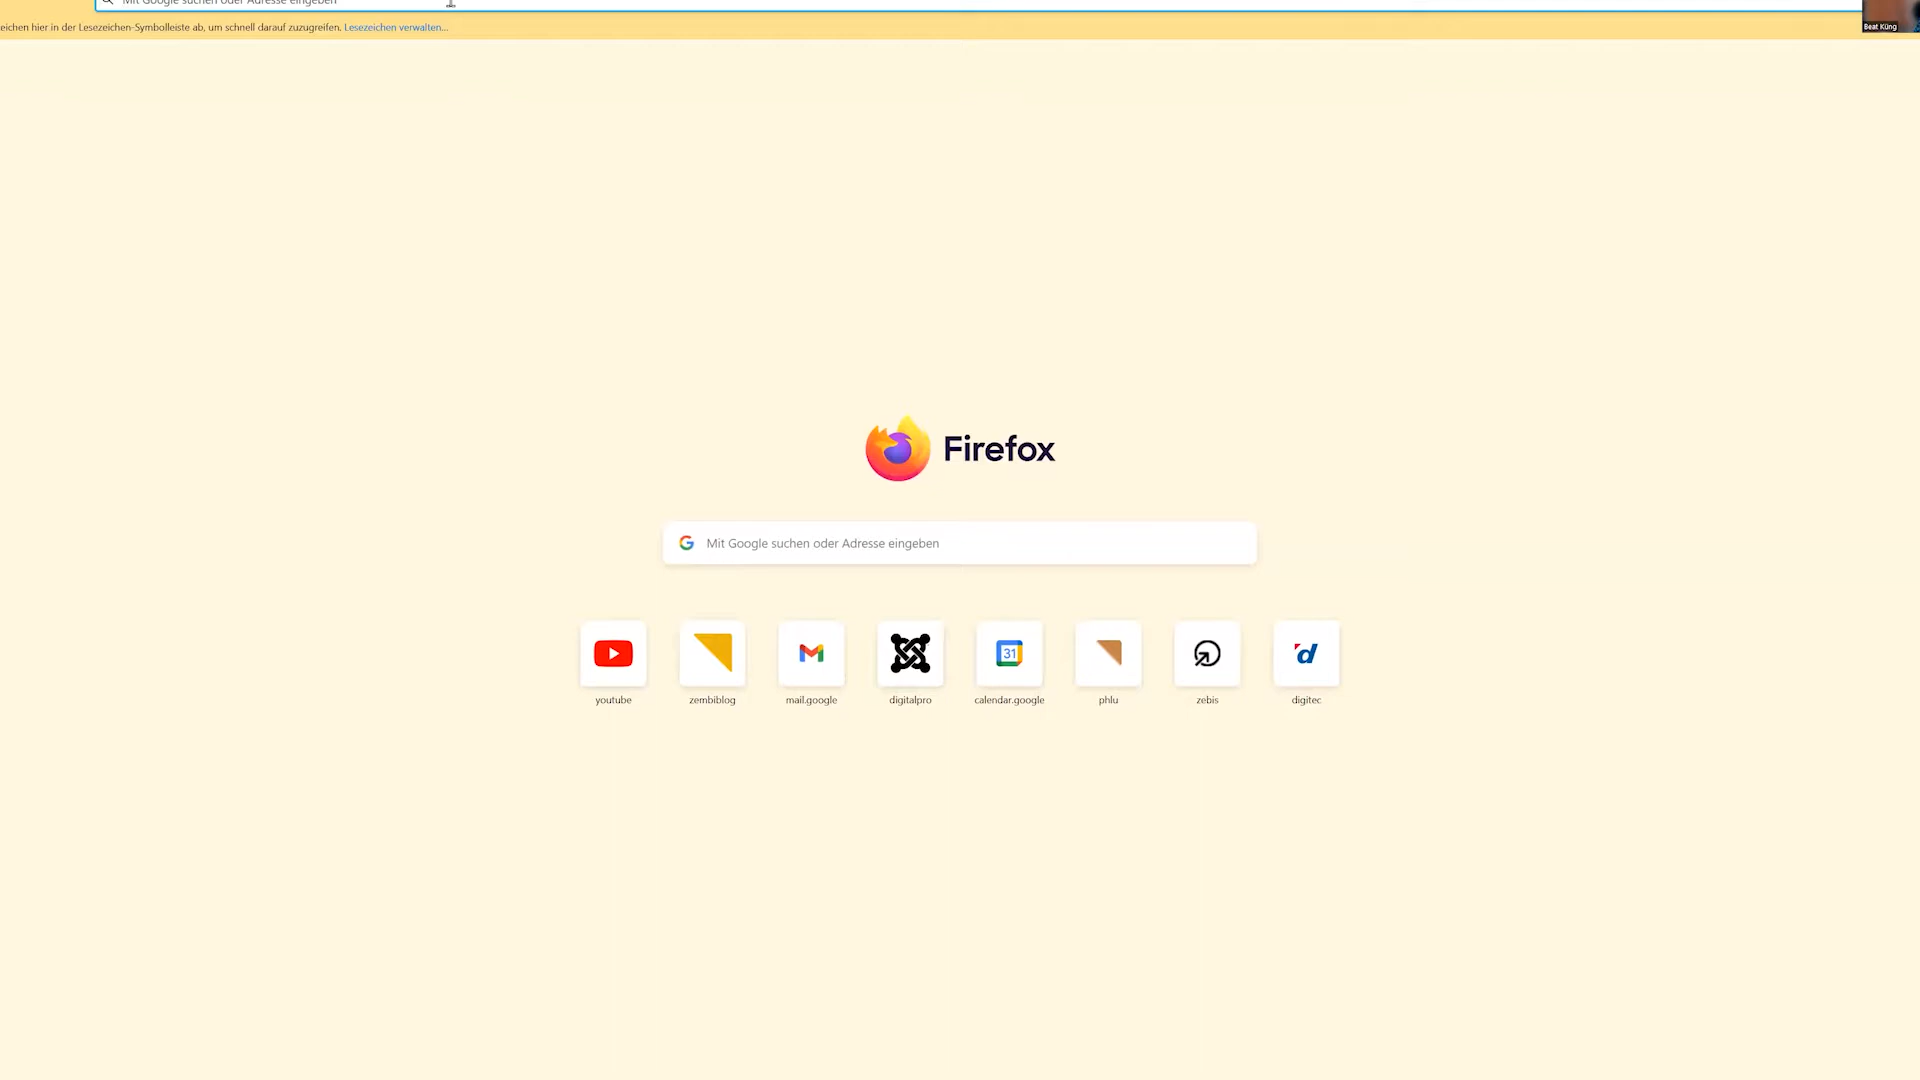 Mit Google suchen oder Adresse eingeben
eichen hier in der Lesezeichen-Symbolleiste ab, um schnell darauf zuzugreifen. Lesezeichen verwalten...
Beat Küng
Firefox
Mit Google suchen oder Adresse eingeben
31
youtube
zembiblog
mail.google
digitalpro
calendar.google
phlu
zebis
digitec